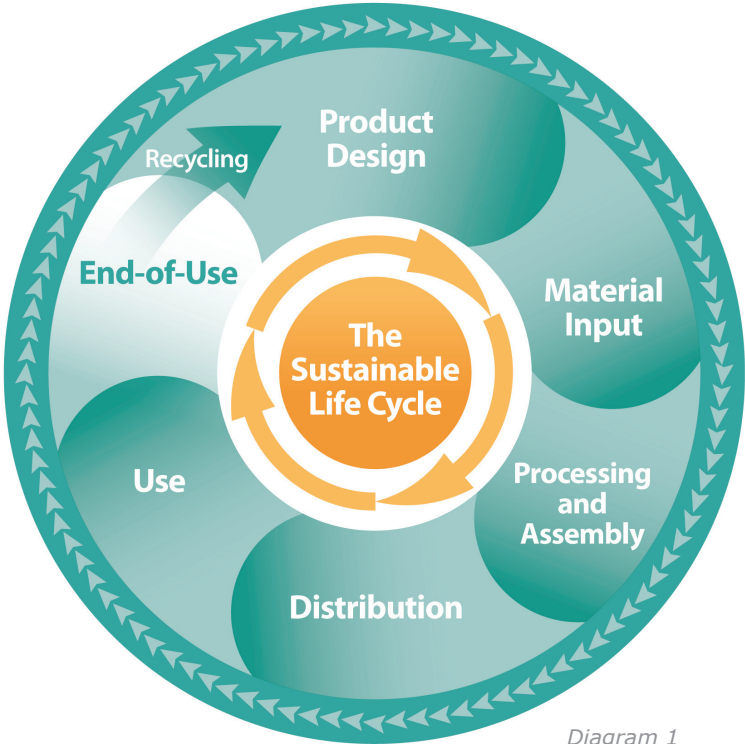 Product
Design
Recycling
End-of-Use
Material
Input
The
Sustainable
Life Cycle
Processing
and
Assembly
Use
Distribution
Diagram 1